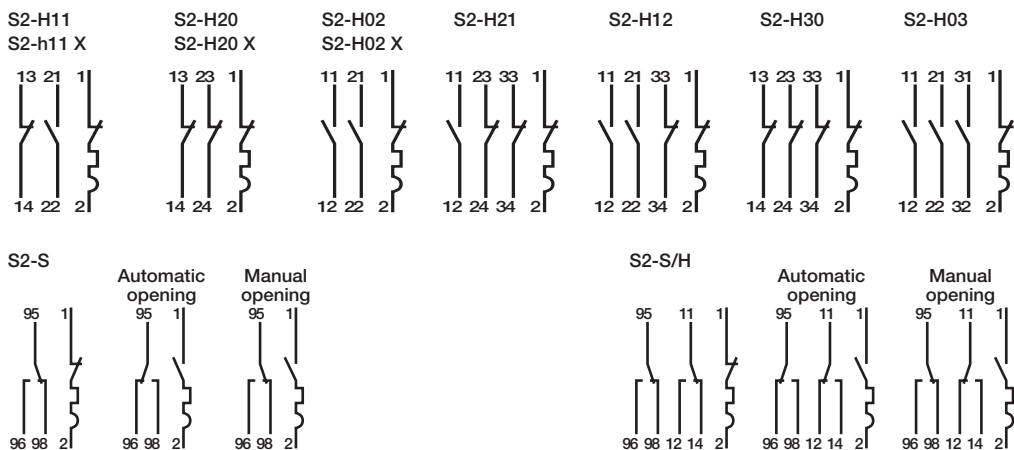 S2-H11 S2-H20 S2-H02 S2-H21 S2-H12 S2-H30 S2-H03
S2-h11 X S2-H20 X S2-H02 X
13 21 1 13 23 1 11 21 1 11 23 33 1 11 21 33 1 13 23 33 1 11 21 31 1
14 22 2 14 24 2 12 22 2 12 24 34 2 12 22 34 2 14 24 34 2 12 22 32 2
S2-S S2-S/H
Automatic Manual Automatic Manual
opening opening opening opening
95 1 95 1 95 1 95 11 1 95 11 1 95 11 1
96 98 2 96 98 2 96 98 2 96 98 12 14 2 96 98 12 14 2 96 98 12 14 2